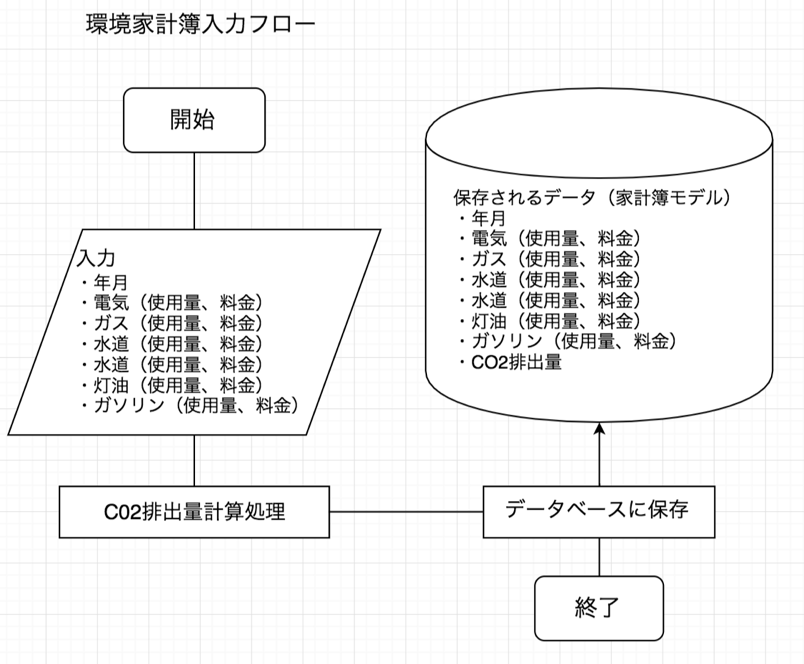 環境家計簿入力フロー
開始
入力
・年月
・電気（使用量、料金）
・ガス（使用量、料金）
・水道（使用量、料金）
・水道（使用量、料金）
・灯油（使用量、料金）
・ガソリン（使用量、料金）
C02排出量計算処理
保存されるデータ（家計簿モデル）
・年月
・電気（使用量、料金）
・ガス（使用量、料金）
・水道（使用量、料金）
・水道（使用量、料金）
・灯油（使用量、料金）
・ガソリン（使用量、料金）
・CO2排出量
データベースに保存
終了